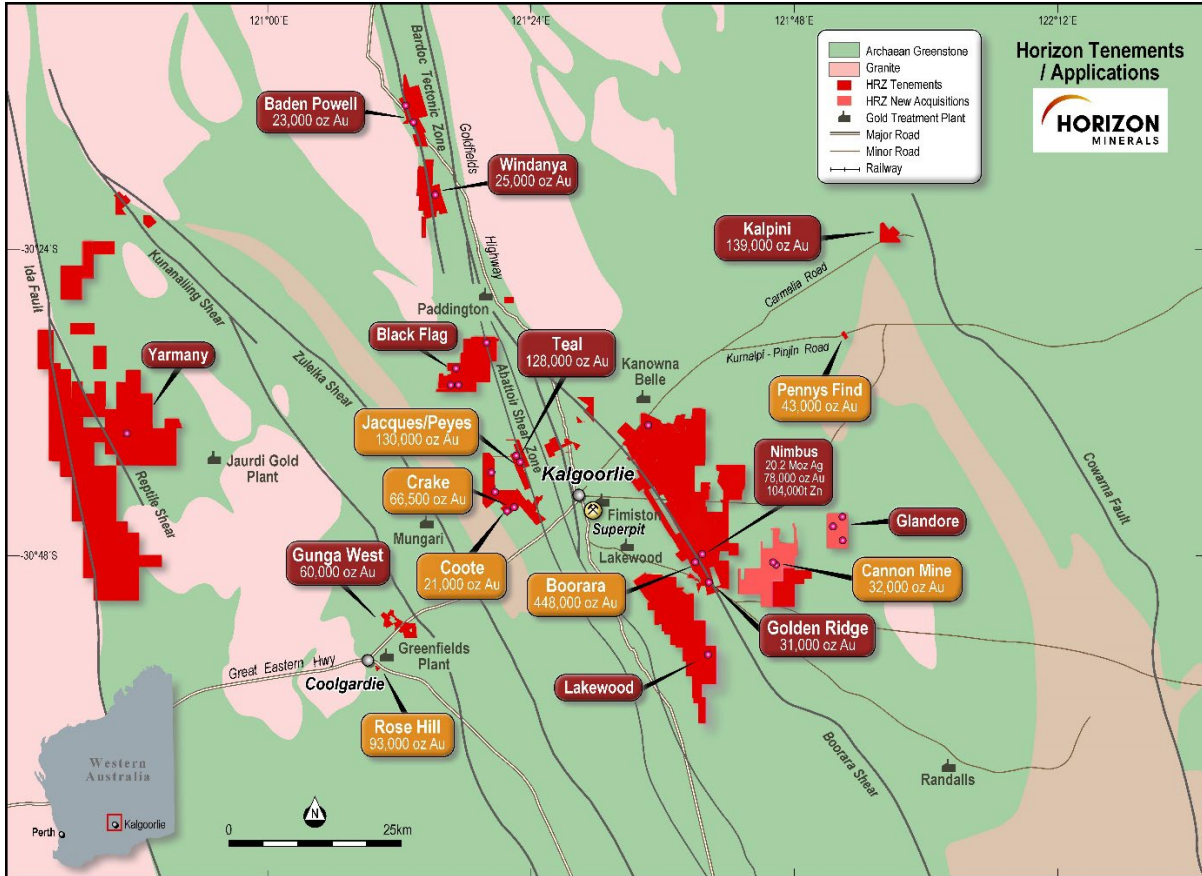 121°00'E
121°24'E
121°48'E
122°12'E
-30°24'S
-30°48'S
Horizon Tenements
/ Applications
HORIZON
MINERALS
Archaean Greenstone
Granite
HRZ Tenements
HRZ New Acquisitions
Gold Treatment Plant
Major Road
Minor Road
Railway
Baden Powell
23,000 oz Au
Bardoc Tectonic Zone
Goldfields
Highway
Windanya
25,000 oz Au
Kalpini
139,000 oz Au
Carmelia Road
Ida Fault
Kunanaling Shear
Zuleika Shear
Reptile Shear
Paddington
Black Flag
Teal
128,000 oz Au
Abattoir Shear Zone
Kanowna
Belle
Kurnalpi - Pinjin Road
Yarmany
Pennys Find
43,000 oz Au
Jacques/Peyes
130,000 oz Au
Nimbus
20.2 Moz Ag
78,000 oz Au
104,000t Zn
Jaurdi Gold
Plant
Crake
66,500 oz Au
Kalgoorlie
Fimiston
Superpit
Glandore
Cowarna Fault
Mungari
Lakewood
Gunga West
60,000 oz Au
Coote
21,000 oz Au
Boorara
448,000 oz Au
Cannon Mine
32,000 oz Au
Golden Ridge
31,000 oz Au
Greenfields
Plant
Great Eastern Hwy
Coolgardie
Lakewood
Rose Hill
93,000 oz Au
Boorara Shear
Randalls
Western
Australia
Perth
Kalgoorlie
N
0
25km